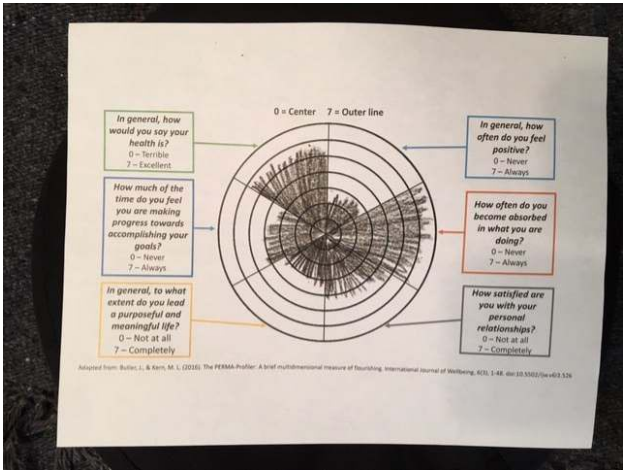 0 = Center 7 = Outer line
In general, how
would you say your
health is?
0 – Terrible
7 – Excellent
How much of the
time do you feel
you are making
progress towards
accomplishing your
goals?
0 – Never
7 – Always
In general, to what
extent do you lead
a purposeful and
meaningful life?
0 – Not at all
7 – Completely
In general, how
often do you feel
positive?
0 – Never
7 – Always
How often do you
become absorbed
in what you are
doing?
0 – Never
7 – Always
How satisfied are
you with your
personal
relationships?
0 – Not at all
7 – Completely
Adapted from: Butler, J., & Kern, M. L. (2016). The PERMA-Profiler: A brief multidimensional measure of flourishing. International Journal of Wellbeing, 6(3), 1-48. doi:10.5502/ijw.v6i3.526